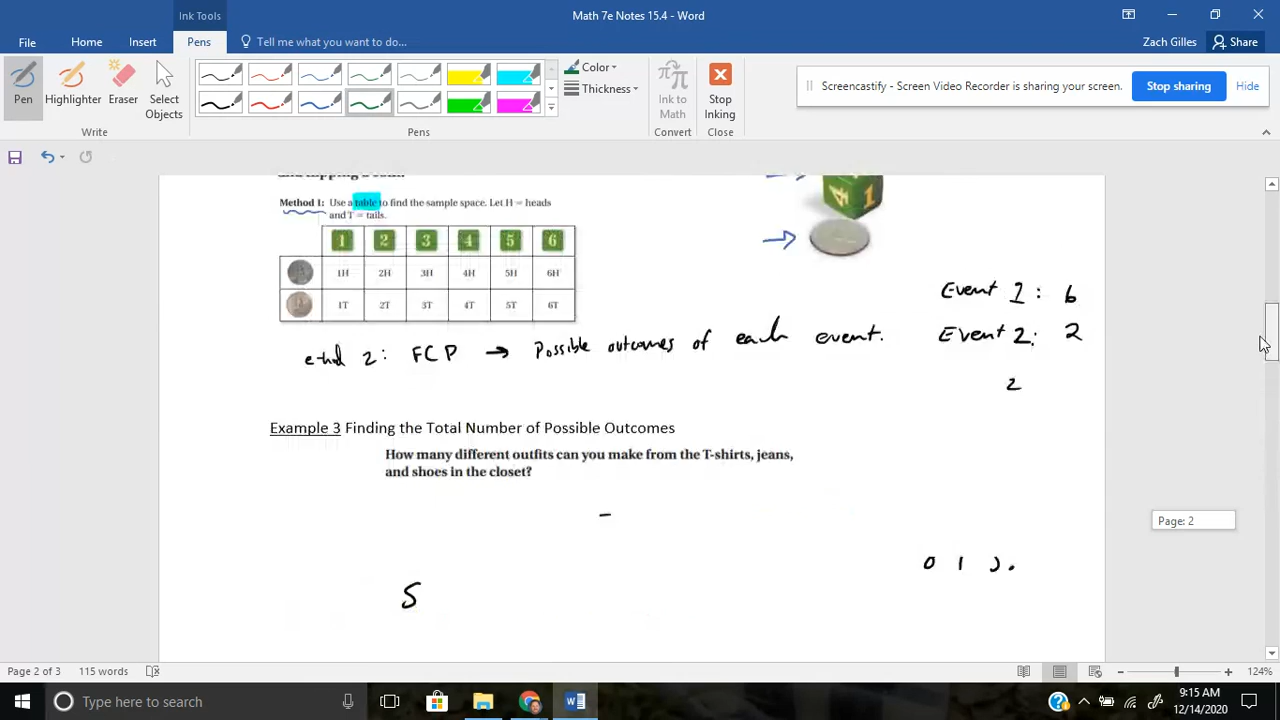 Ink Tools
Math 7e Notes 15.4 - Word
File Home Insert Pens Tell me what you want to do... Zach Gilles Share
Pen Highlighter Eraser Select Objects
Color
Thickness
Ink to Math
Stop Inking
Screencastify - Screen Video Recorder is sharing your screen. Stop sharing Hide
Write Pens Convert Close
Method 1: Use a table to find the sample space. Let H = heads
and T = tails.
1 2 3 4 5 6
1H 2H 3H 4H 5H 6H
1T 2T 3T 4T 5T 6T
1
Event 1: 6
Event 2: 2
2
2: FCP → Possible outcomes of each event.
Example 3 Finding the Total Number of Possible Outcomes
How many different outfits can you make from the T-shirts, jeans,
and shoes in the closet?
-
Page: 2
0 1
S
Page 2 of 3 115 words 124%
Type here to search
9:15 AM
12/14/2020